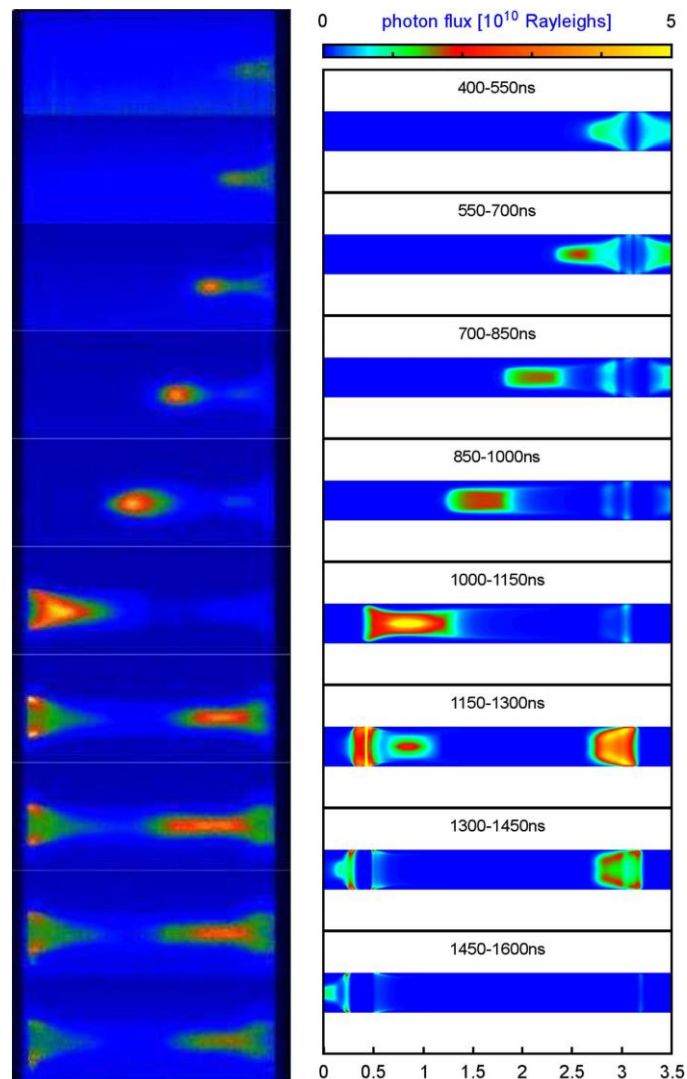 0 photon flux [10¹⁰ Rayleighs] 5
400-550ns
550-700ns
700-850ns
850-1000ns
1000-1150ns
1150-1300ns
1300-1450ns
1450-1600ns
0 0.5 1 1.5 2 2.5 3 3.5